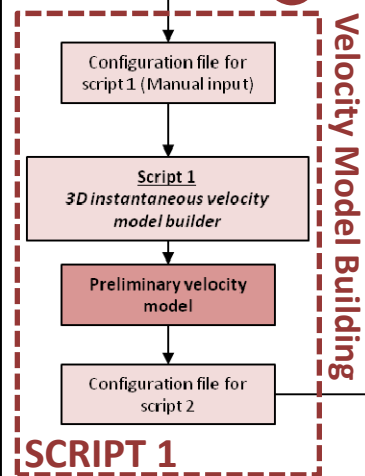 Configuration file for
script 1 (Manual input)
Script 1
3D instantaneous velocity
model builder
Preliminary velocity
model
Configuration file for
script 2
SCRIPT 1
Velocity Model Building